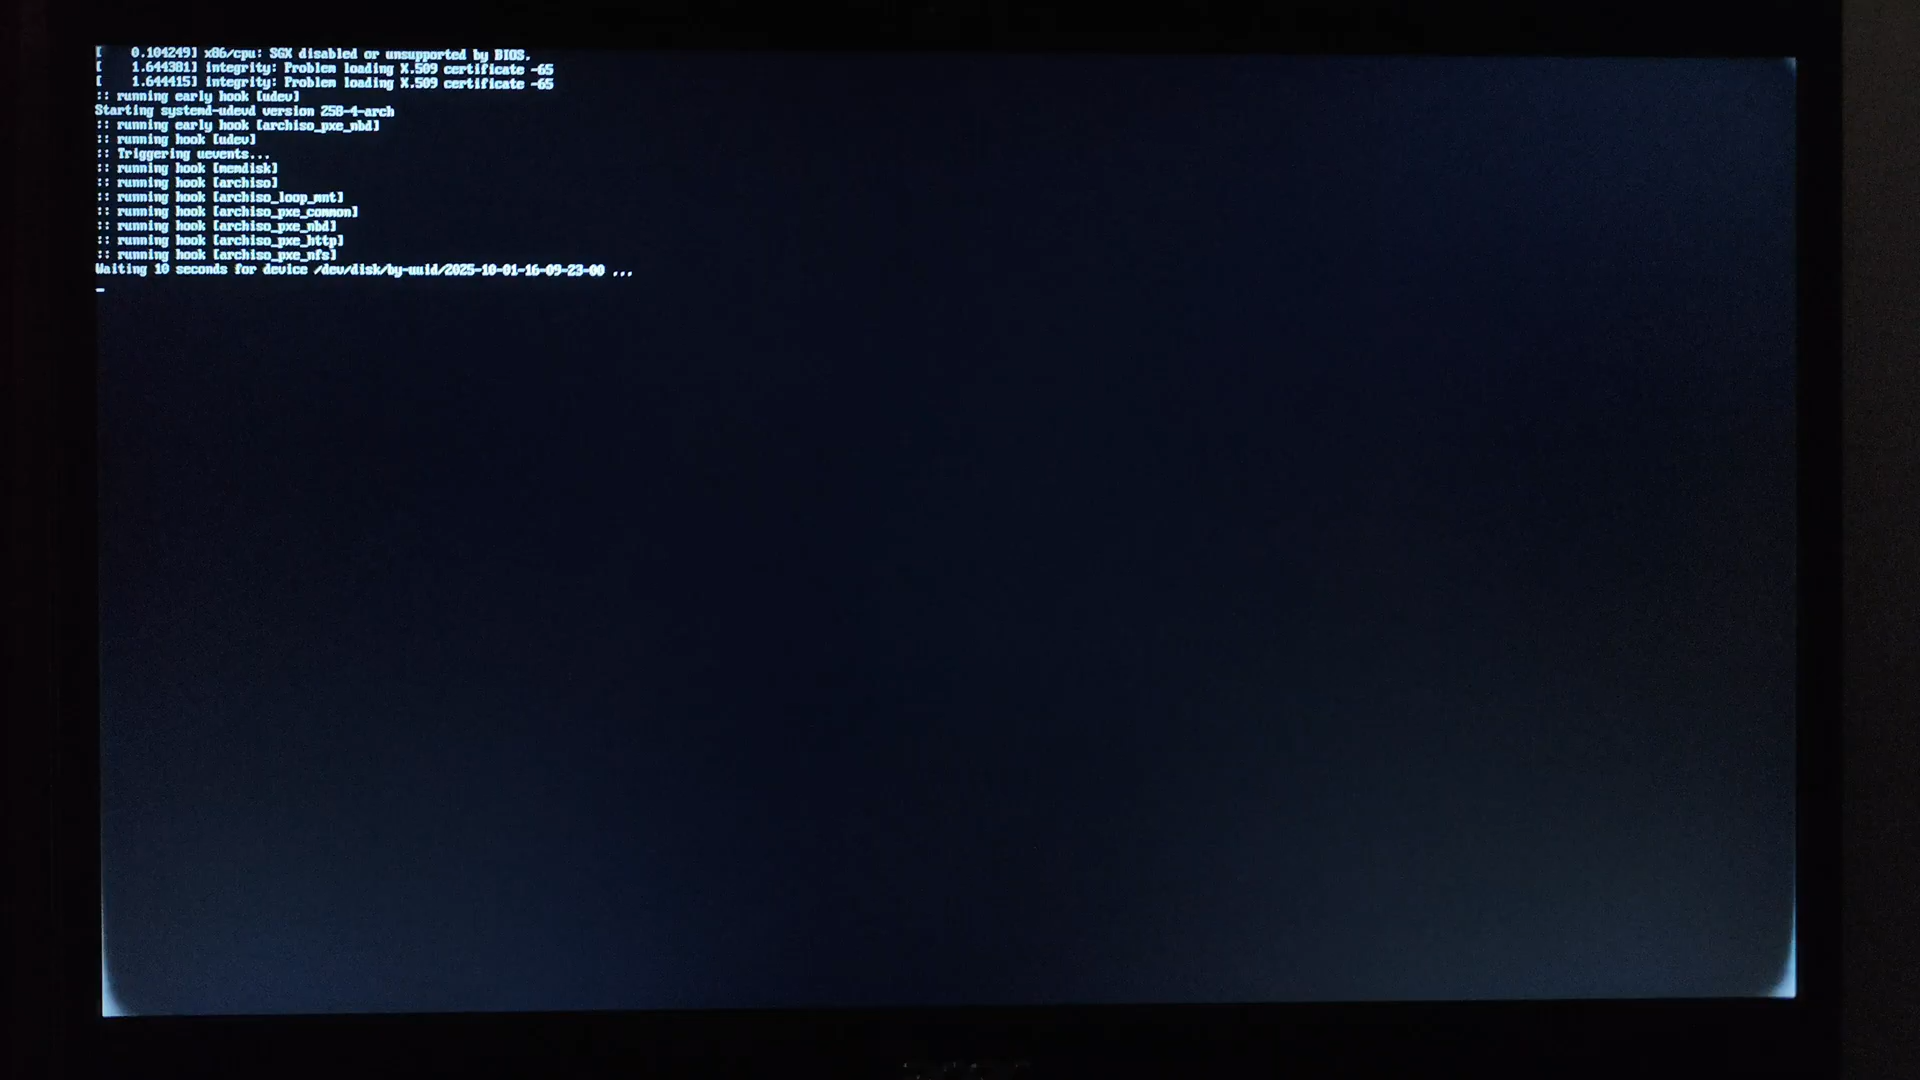 [    0.104249] x86/cpu: SGX disabled or unsupported by BIOS.
[    1.644381] integrity: Problem loading X.509 certificate -65
[    1.644415] integrity: Problem loading X.509 certificate -65
:: running early hook [udev]
Starting systemd-udevd version 258-4-arch
:: running early hook [archiso_pxe_nbd]
:: running hook [udev]
:: Triggering uevents...
:: running hook [memdisk]
:: running hook [archiso]
:: running hook [archiso_loop_mnt]
:: running hook [archiso_pxe_common]
:: running hook [archiso_pxe_nbd]
:: running hook [archiso_pxe_http]
:: running hook [archiso_pxe_nfs]
Waiting 10 seconds for device /dev/disk/by-uuid/2025-10-01-16-09-23-00 ...